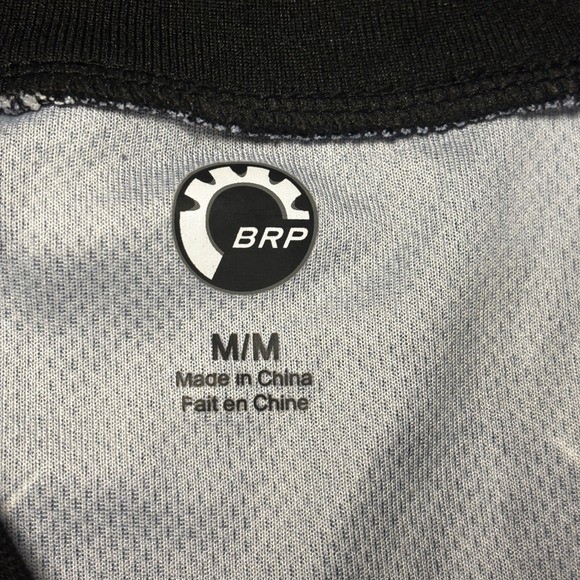 BRP
M/M
Made in China
Fait en Chine